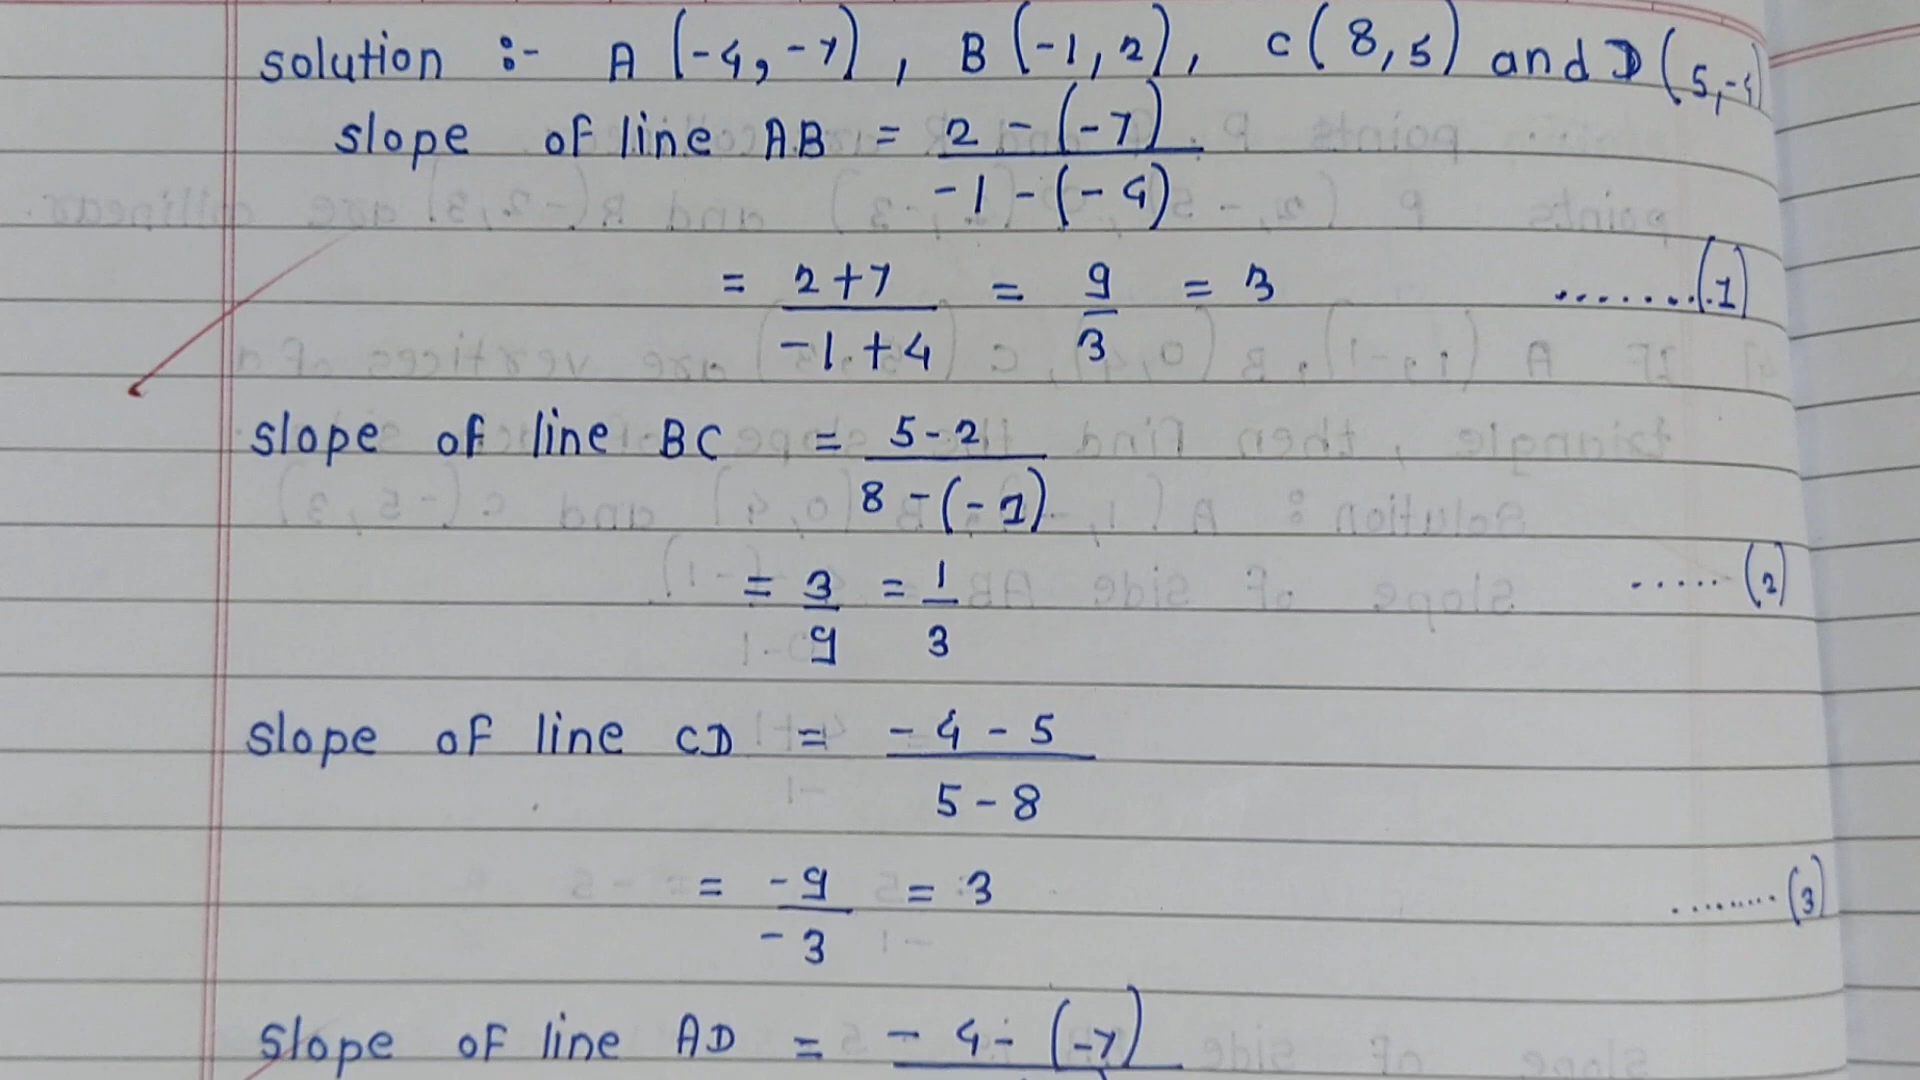 solution :- A (-4, -7), B (-1, 2), C (8, 5) and D (5, -4)
slope of line AB = 2 - (-7)
-1 - (-4)
= 2+7 = 9 = 3 .......(1)
-1+4 3
slope of line BC = 5-2
8-(-1)
= 3 = 1 .....(2)
9 3
slope of line CD = -4-5
5-8
= -9 = 3 ........(3)
-3
slope of line AD = -4-(-7)